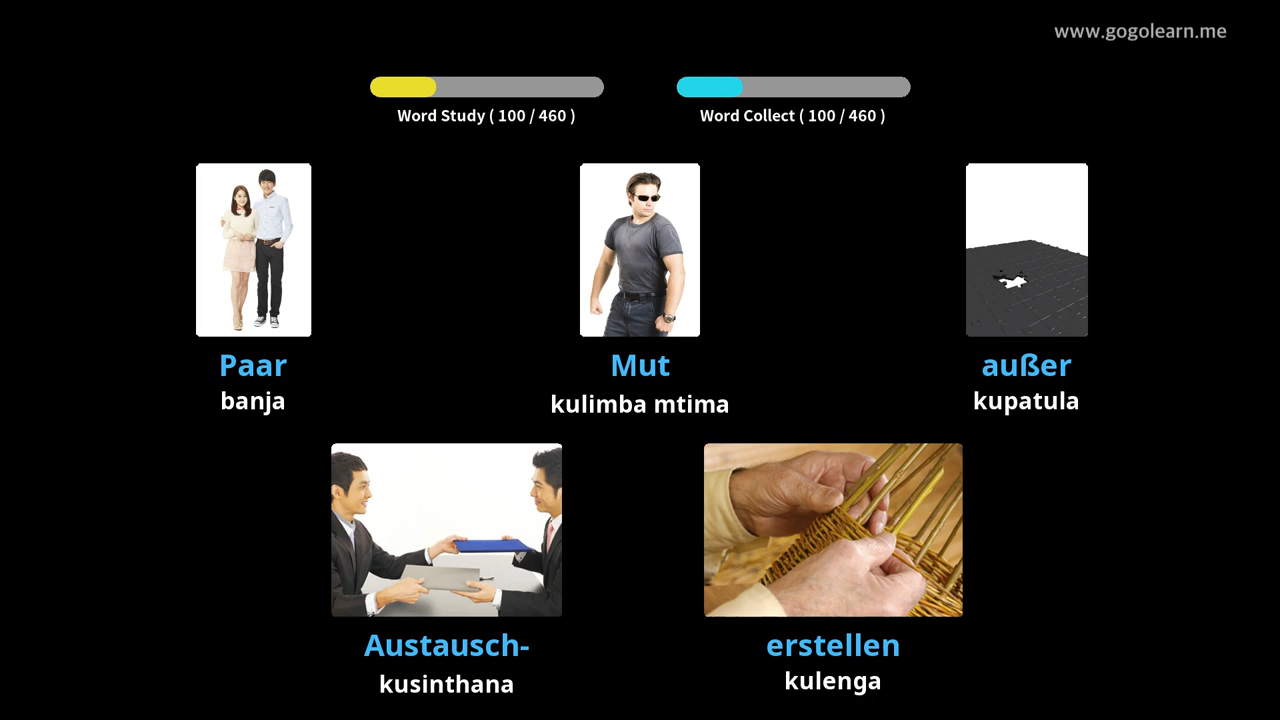 www.gogolearn.me
Word Study ( 100 / 460 )
Word Collect ( 100 / 460 )
Paar
banja
Mut
kulimba mtima
außer
kupatula
Austausch-
kusinthana
erstellen
kulenga